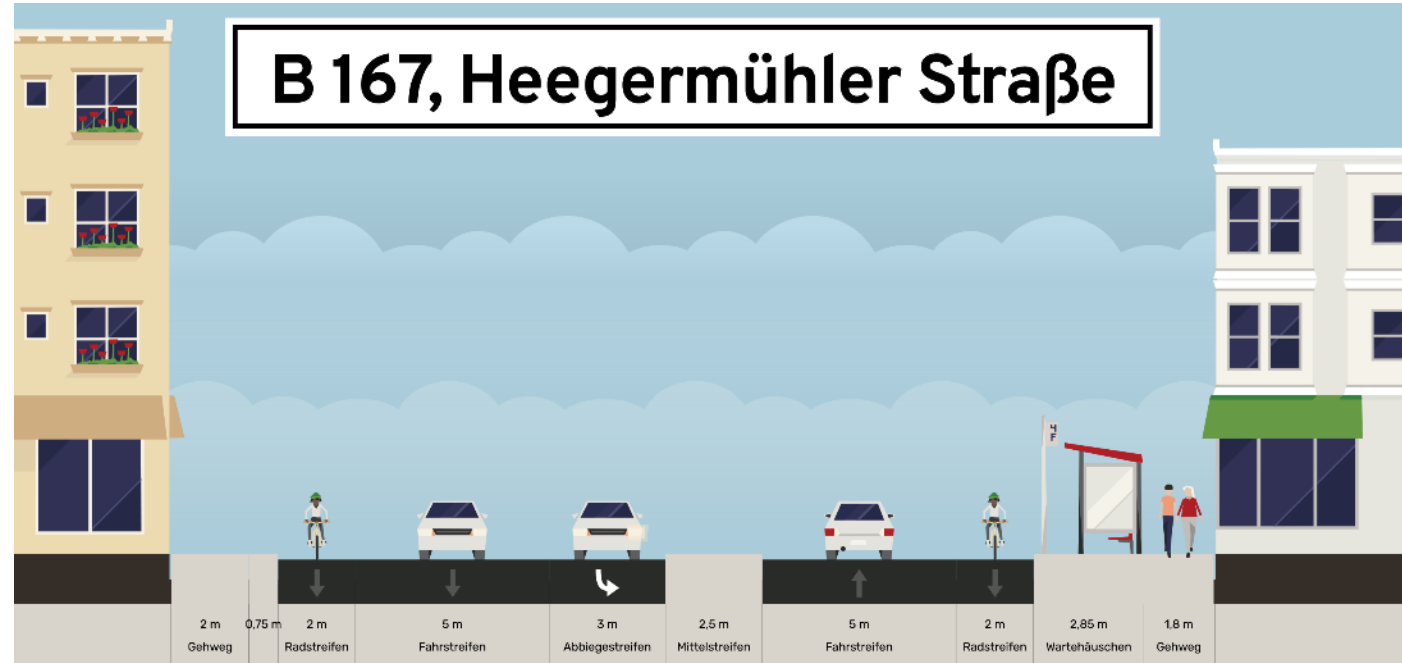 B 167, Heegermühler Straße
H
F
2 m
0,75 m
2 m
5 m
3 m
2,5 m
5 m
2 m
2,85 m
1,8 m
Gehweg
Radstreifen
Fahrstreifen
Abbiegestreifen
Mittelstreifen
Fahrstreifen
Radstreifen
Wartehäuschen
Gehweg